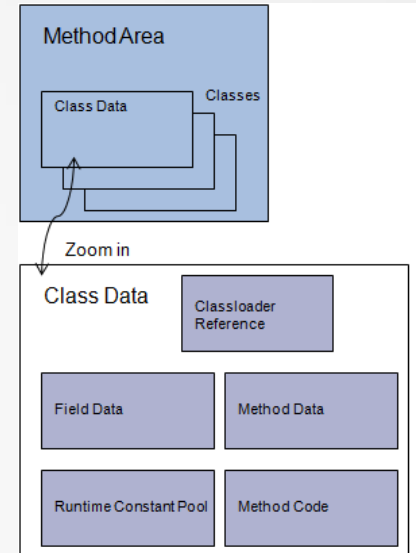 Method Area
Classes
Class Data
Zoom in
Class Data
Classloader
Reference
Field Data
Method Data
Runtime Constant Pool
Method Code